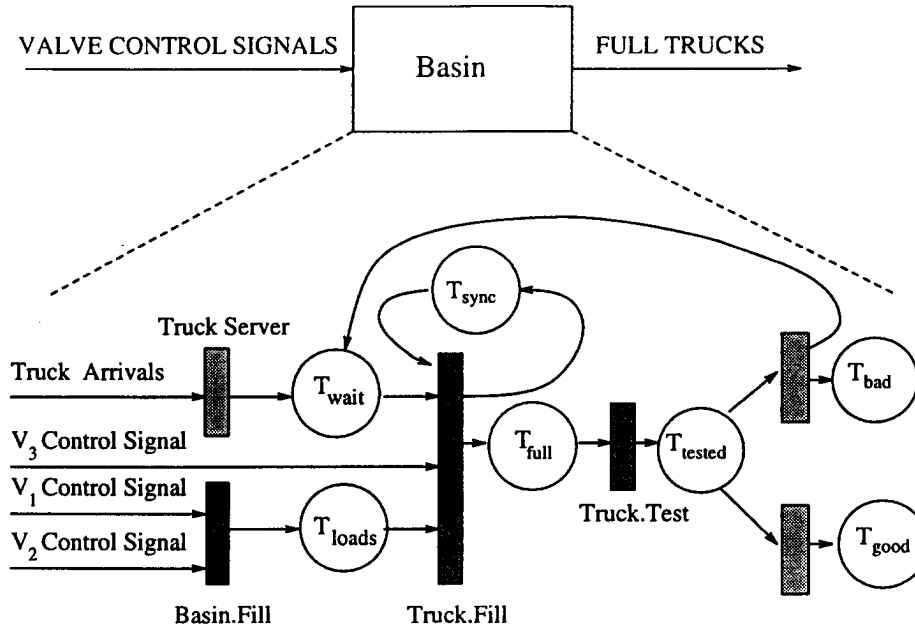 VALVE CONTROL SIGNALS
Basin
FULL TRUCKS
Truck Server
T_sync
Truck Arrivals
T_wait
T_bad
V_3 Control Signal
T_full
T_tested
V_1 Control Signal
T_loads
Truck.Test
V_2 Control Signal
T_good
Basin.Fill
Truck.Fill